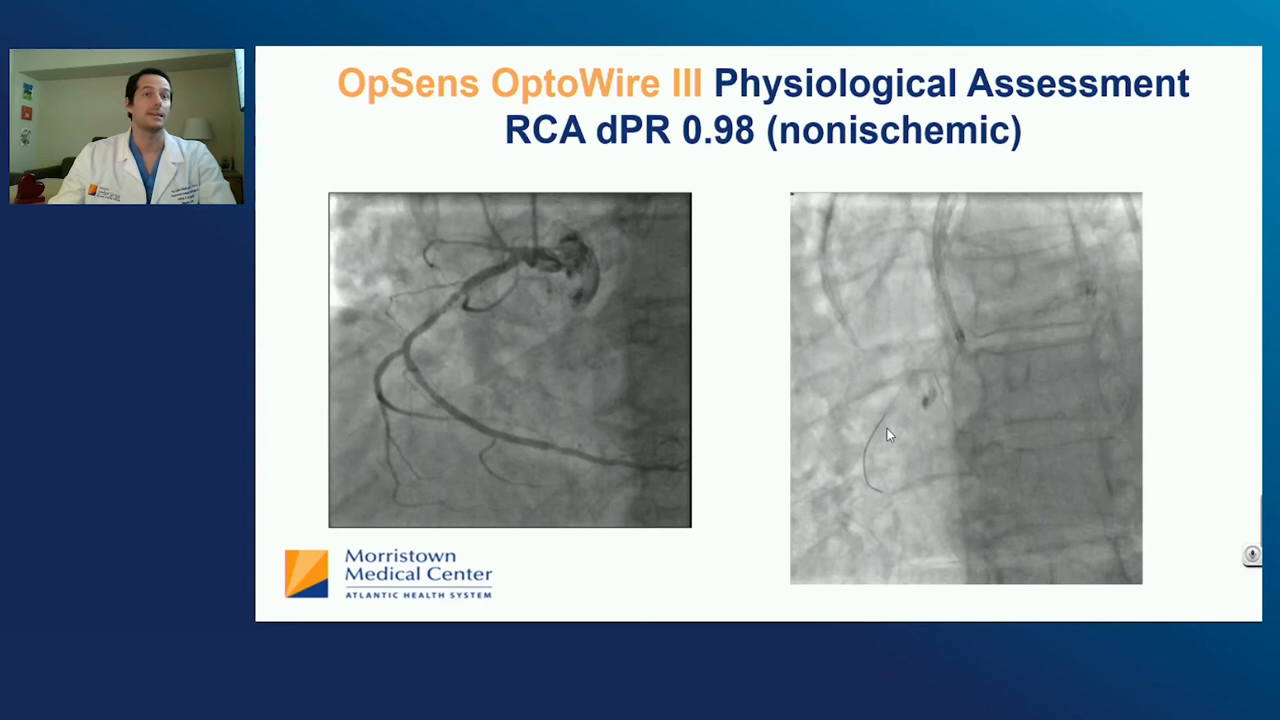 OpSens OptoWire III Physiological Assessment
RCA dPR 0.98 (nonischemic)
Morristown
Medical Center
ATLANTIC HEALTH SYSTEM